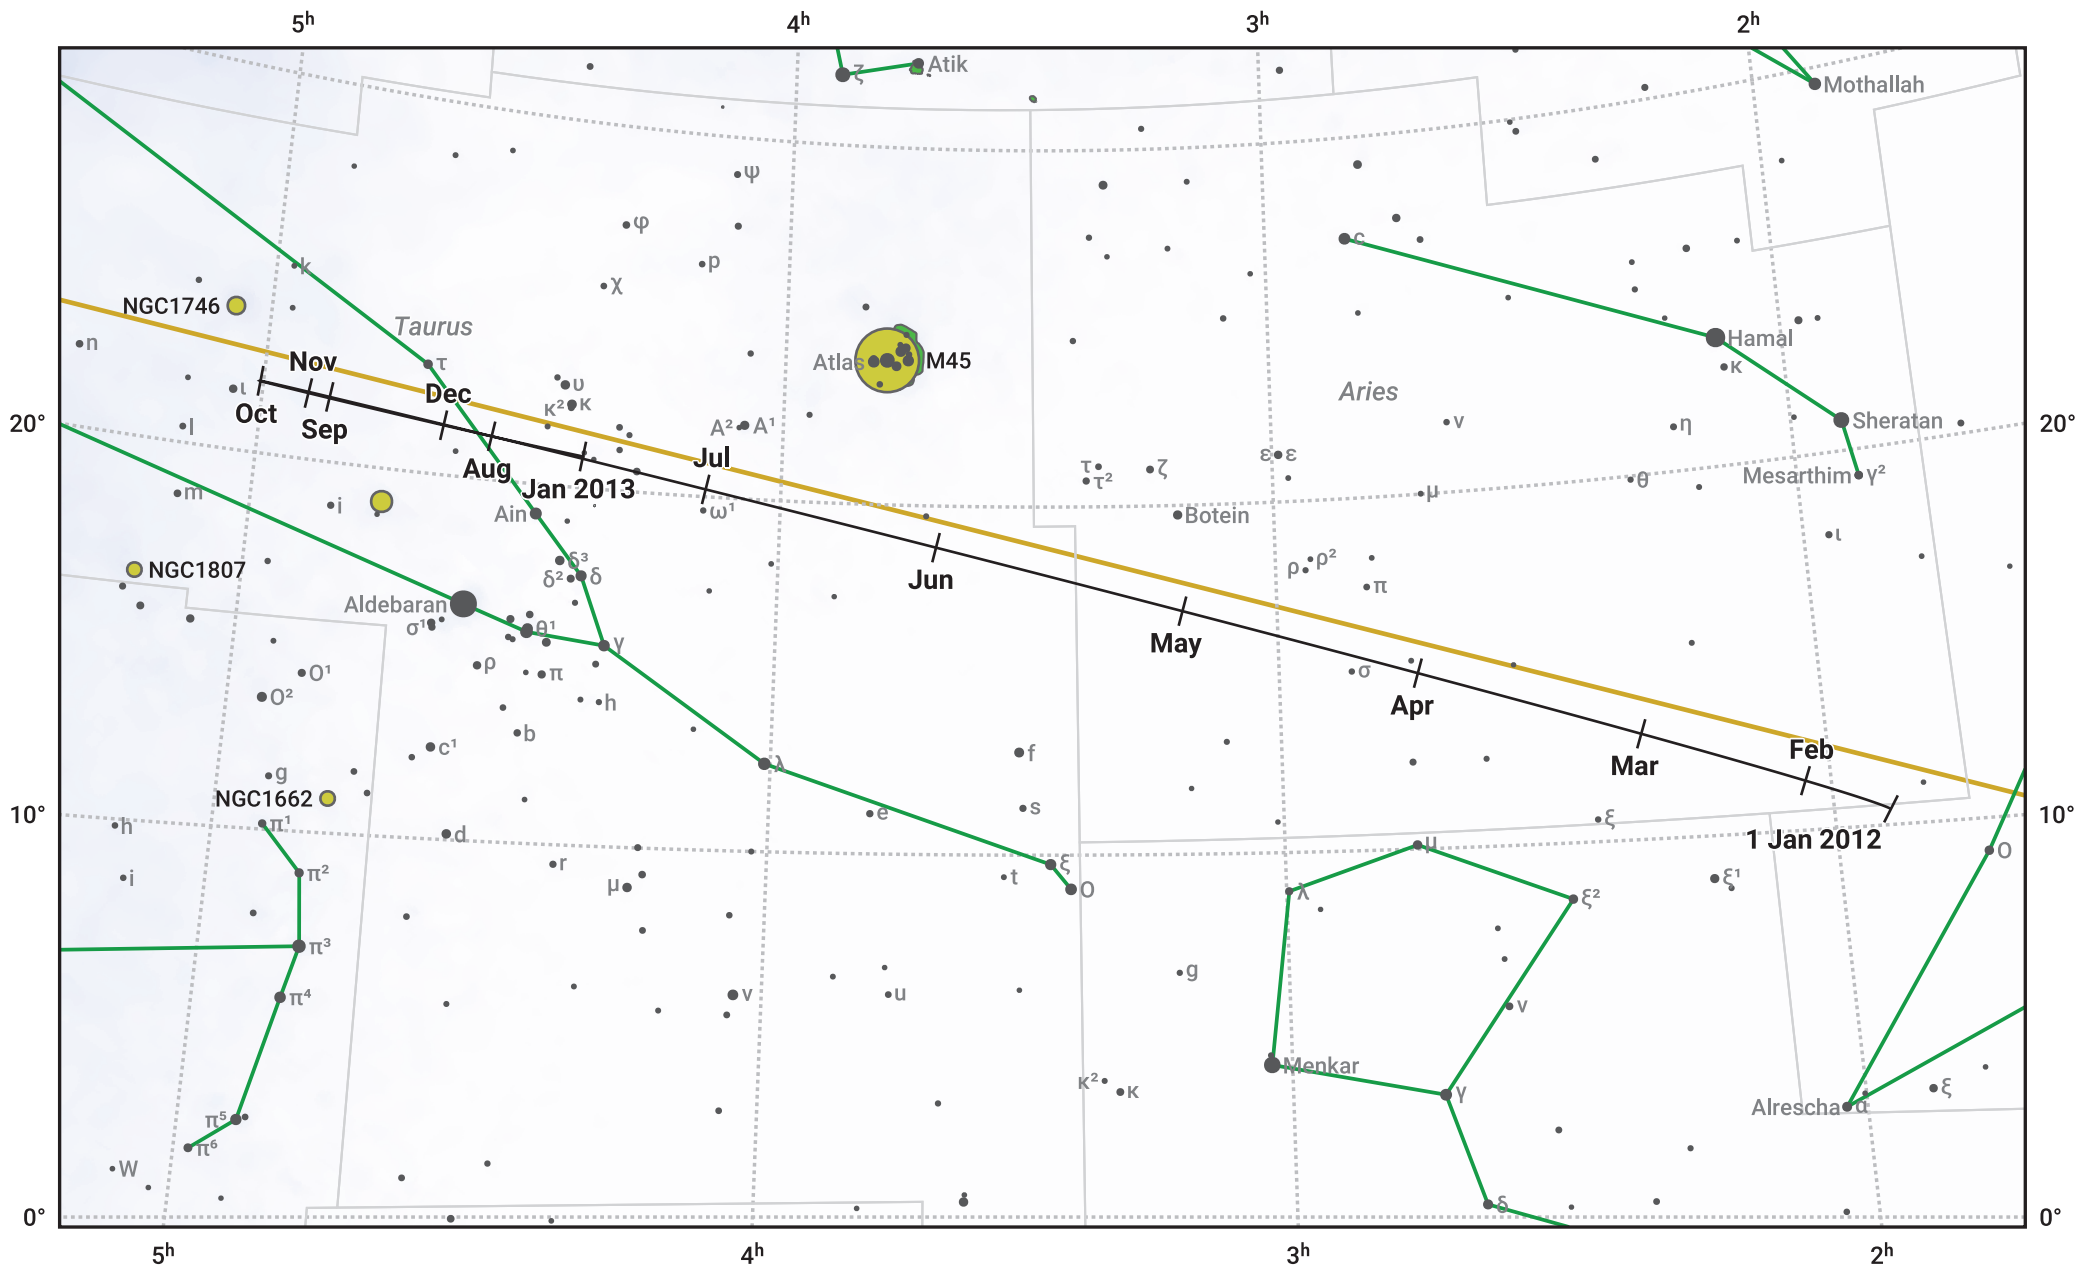 5ʰ 4ʰ 3ʰ 2ʰ
ζ Atik
Mothallah
ψ
φ
c
k ρ
χ
NGC1746
Taurus
n Hamal
Nov τ Atlas M45 κ
ι Dec υ Aries
Oct κ² κ
20° l Sep A² A¹ ν η Sheratan 20°
Aug Jul τ ζ ε ε
m Jan 2013 τ² μ θ Mesarthim γ²
i Ain ω¹ Botein
ι
NGC1807 δ³ ρ ρ²
δ² δ Jun π
Aldebaran
σ¹ θ¹ γ May
ρ π σ
O¹
O² h Apr
b
c¹ f Feb
g λ Mar
NGC1662
10° h π¹ d e s ξ 1 Jan 2012 10°
r ξ μ O
i π² μ t O λ ξ² ξ¹
π³
g
π⁴ v u ν
Menkar
κ² κ γ ξ
π⁵ Alrescha α
π⁶
W
δ
0° 0°
5ʰ 4ʰ 3ʰ 2ʰ